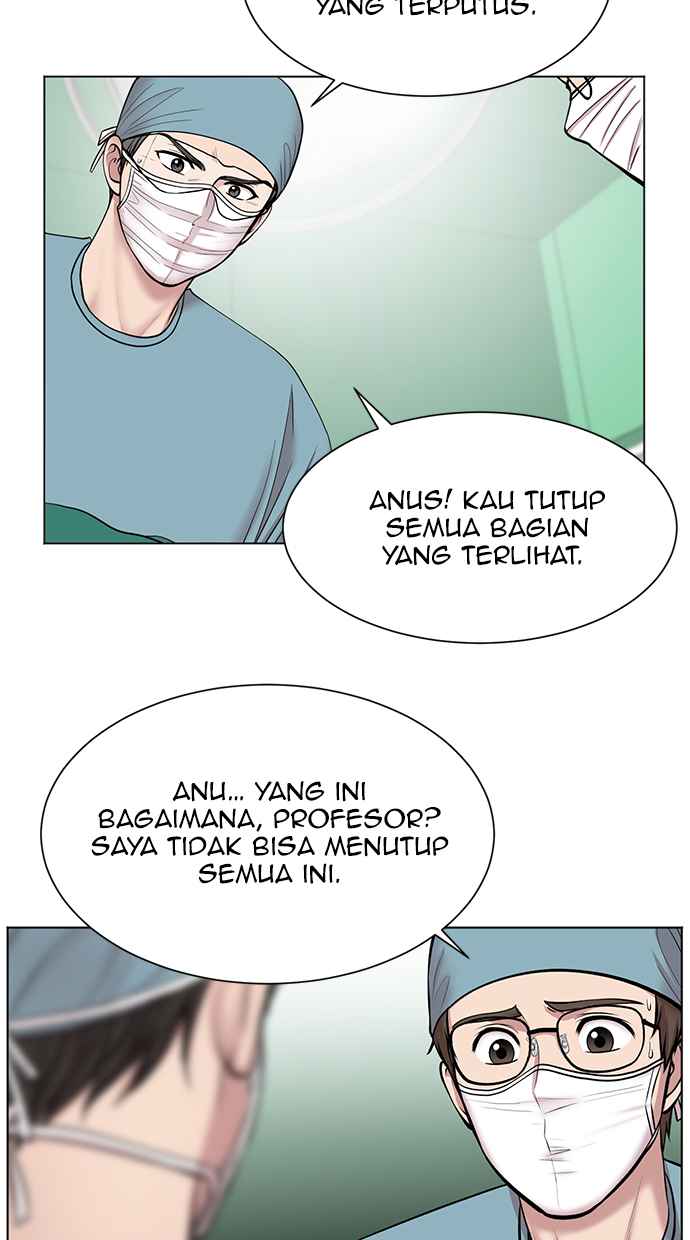 YANG TERPUTUS.
ANUS! KAU TUTUP
SEMUA BAGIAN
YANG TERLIHAT.
ANU... YANG INI
BAGAIMANA, PROFESOR?
SAYA TIDAK BISA MENUTUP
SEMUA INI.